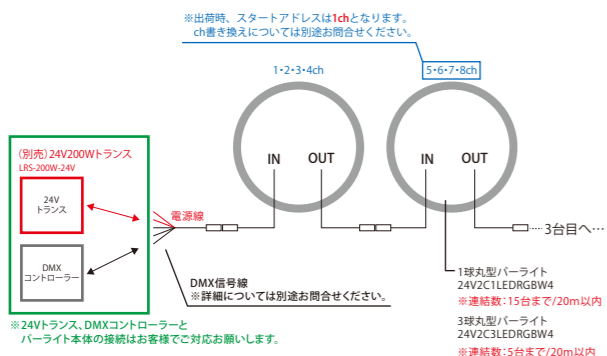 ※出荷時、スタートアドレスは1chとなります。
ch書き換えについては別途お問合せください。
1・2・3・4ch
5・6・7・8ch
IN OUT
IN OUT
(別売)24V200Wトランス
LRS-200W-24V
24V
トランス
電源線
DMX
コントローラー
3台目へ…
DMX信号線
※詳細については別途お問合せください。
※24Vトランス、DMXコントローラーと
バーライト本体の接続はお客様でご対応お願いします。
1球丸型バーライト
24V2C1LEDRGBW4
※連結数：15台まで/20m以内
3球丸型バーライト
24V2C3LEDRGBW4
※連結数：5台まで/20m以内